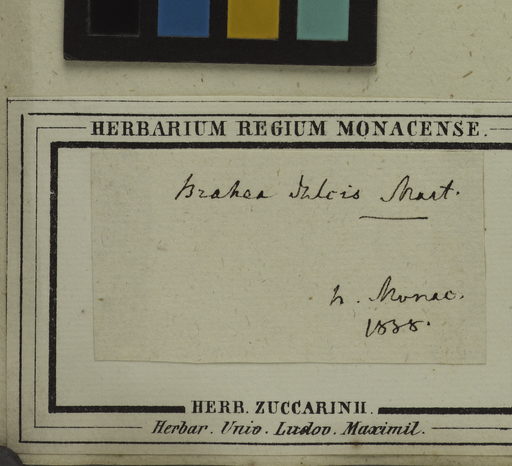 HERBARIUM REGIUM MONACENSE.
Brahea dulcis Mart.
h. Monac.
1838.
HERB. ZUCCARINII.
Herbar. Univ. Ludov. Maximil.